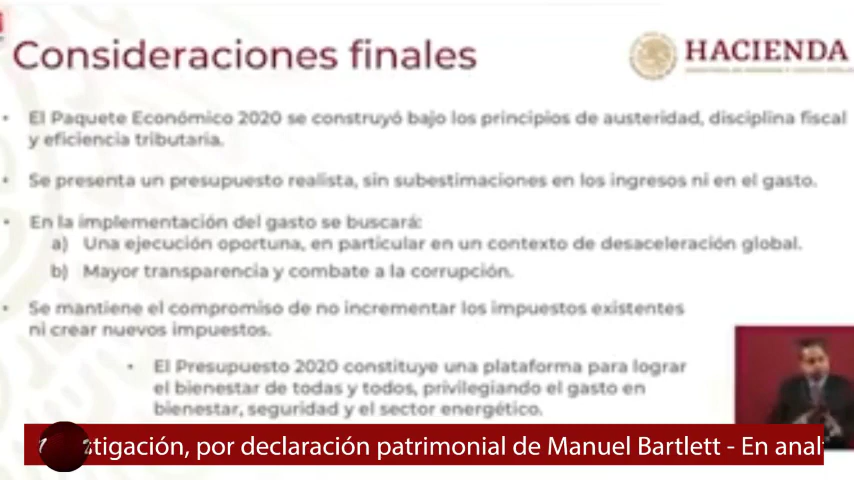 Consideraciones finales
HACIENDA
• El Paquete Económico 2020 se construyó bajo los principios de austeridad, disciplina fiscal
y eficiencia tributaria.
• Se presenta un presupuesto realista, sin subestimaciones en los ingresos ni en el gasto.
• En la implementación del gasto se buscará:
a) Una ejecución oportuna, en particular en un contexto de desaceleración global.
b) Mayor transparencia y combate a la corrupción.
• Se mantiene el compromiso de no incrementar los impuestos existentes
ni crear nuevos impuestos.
• El Presupuesto 2020 constituye una plataforma para lograr
el bienestar de todas y todos, privilegiando el gasto en
bienestar, seguridad y el sector energético.
stigación, por declaración patrimonial de Manuel Bartlett - En anal